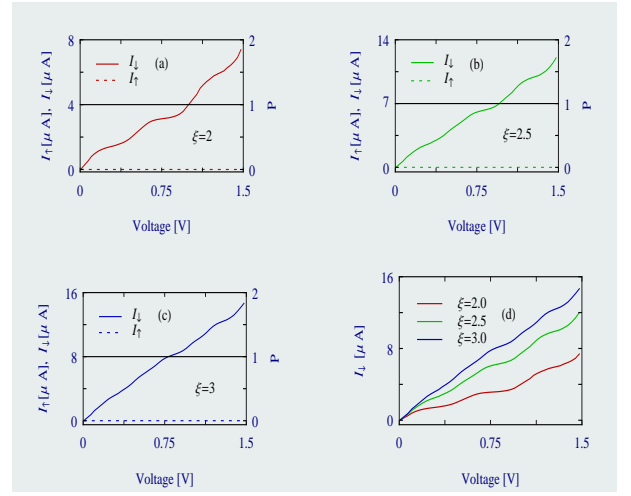 8
4
0
I↑[μ A], I↓[μ A]
I↓ (a)
I↑
ξ=2
2
1
0
P
0 0.75 1.5
Voltage [V]
14
7
0
I↑[μ A], I↓[μ A]
I↓ (b)
I↑
ξ=2.5
2
1
0
P
0 0.75 1.5
Voltage [V]
16
8
0
I↑[μ A], I↓[μ A]
I↓ (c)
I↑
ξ=3
2
1
0
P
0 0.75 1.5
Voltage [V]
16
8
0
I↓ [μ A]
ξ=2.0
ξ=2.5 (d)
ξ=3.0
0 0.75 1.5
Voltage [V]